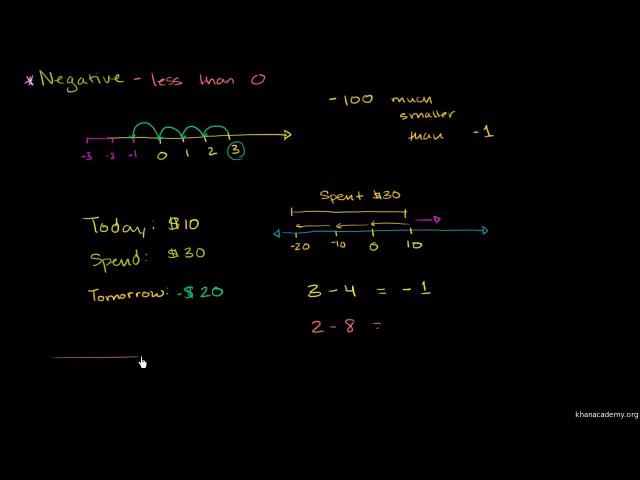 * Negative - less than 0
-100 much
smaller
than -1
-3 -2 -1 0 1 2 3
Spent $30
Today: $10
-20 -10 0 10
Spend: $30
Tomorrow: -$20
3 - 4 = - 1
2 - 8 =
khanacademy.org